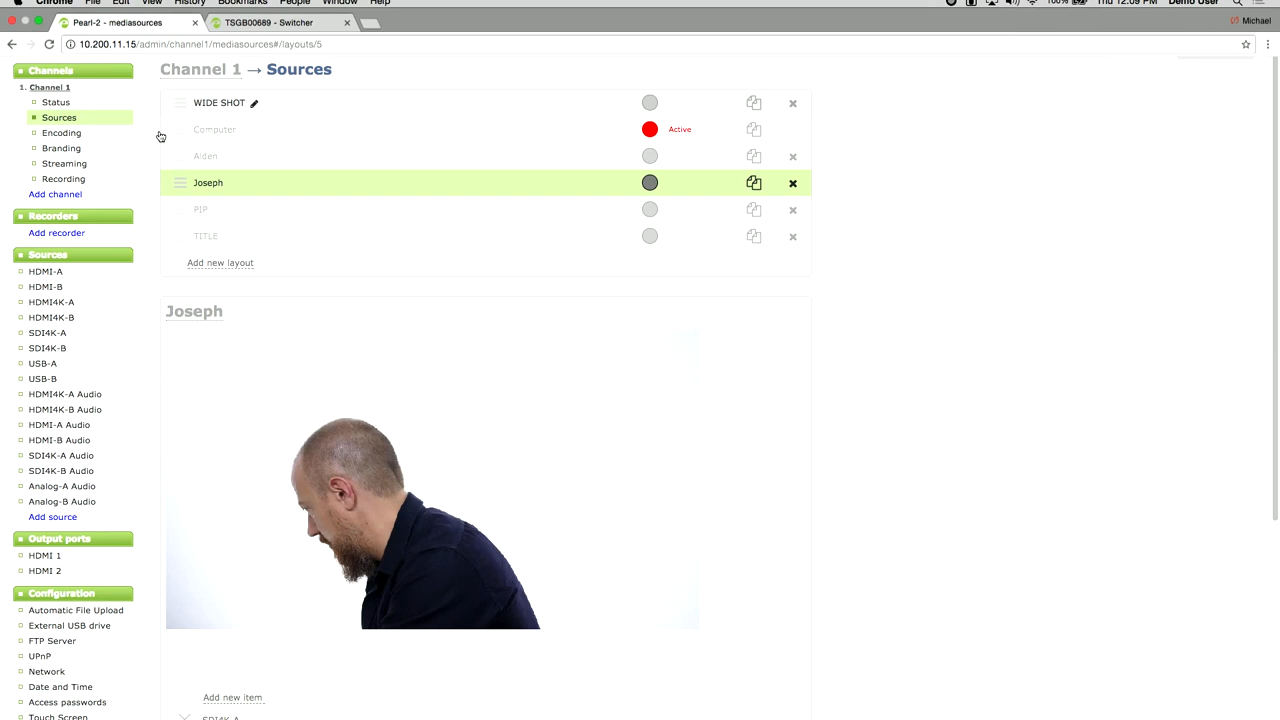 Chrome File Edit View History Bookmarks People Window Help
100% Thu 12:09 PM Demo User
Pearl-2 - mediasources
TSGB00689 - Switcher
Michael
10.200.11.15/admin/channel1/mediasources#/layouts/5
Channels
1. Channel 1
Status
Sources
Encoding
Branding
Streaming
Recording
Add channel
Recorders
Add recorder
Sources
HDMI-A
HDMI-B
HDMI4K-A
HDMI4K-B
SDI4K-A
SDI4K-B
USB-A
USB-B
HDMI4K-A Audio
HDMI4K-B Audio
HDMI-A Audio
HDMI-B Audio
SDI4K-A Audio
SDI4K-B Audio
Analog-A Audio
Analog-B Audio
Add source
Output ports
HDMI 1
HDMI 2
Configuration
Automatic File Upload
External USB drive
FTP Server
UPnP
Network
Date and Time
Access passwords
Touch Screen
Channel 1 → Sources
WIDE SHOT
Computer Active
Aiden
Joseph
PIP
TITLE
Add new layout
Joseph
Add new item
SDI4K-A